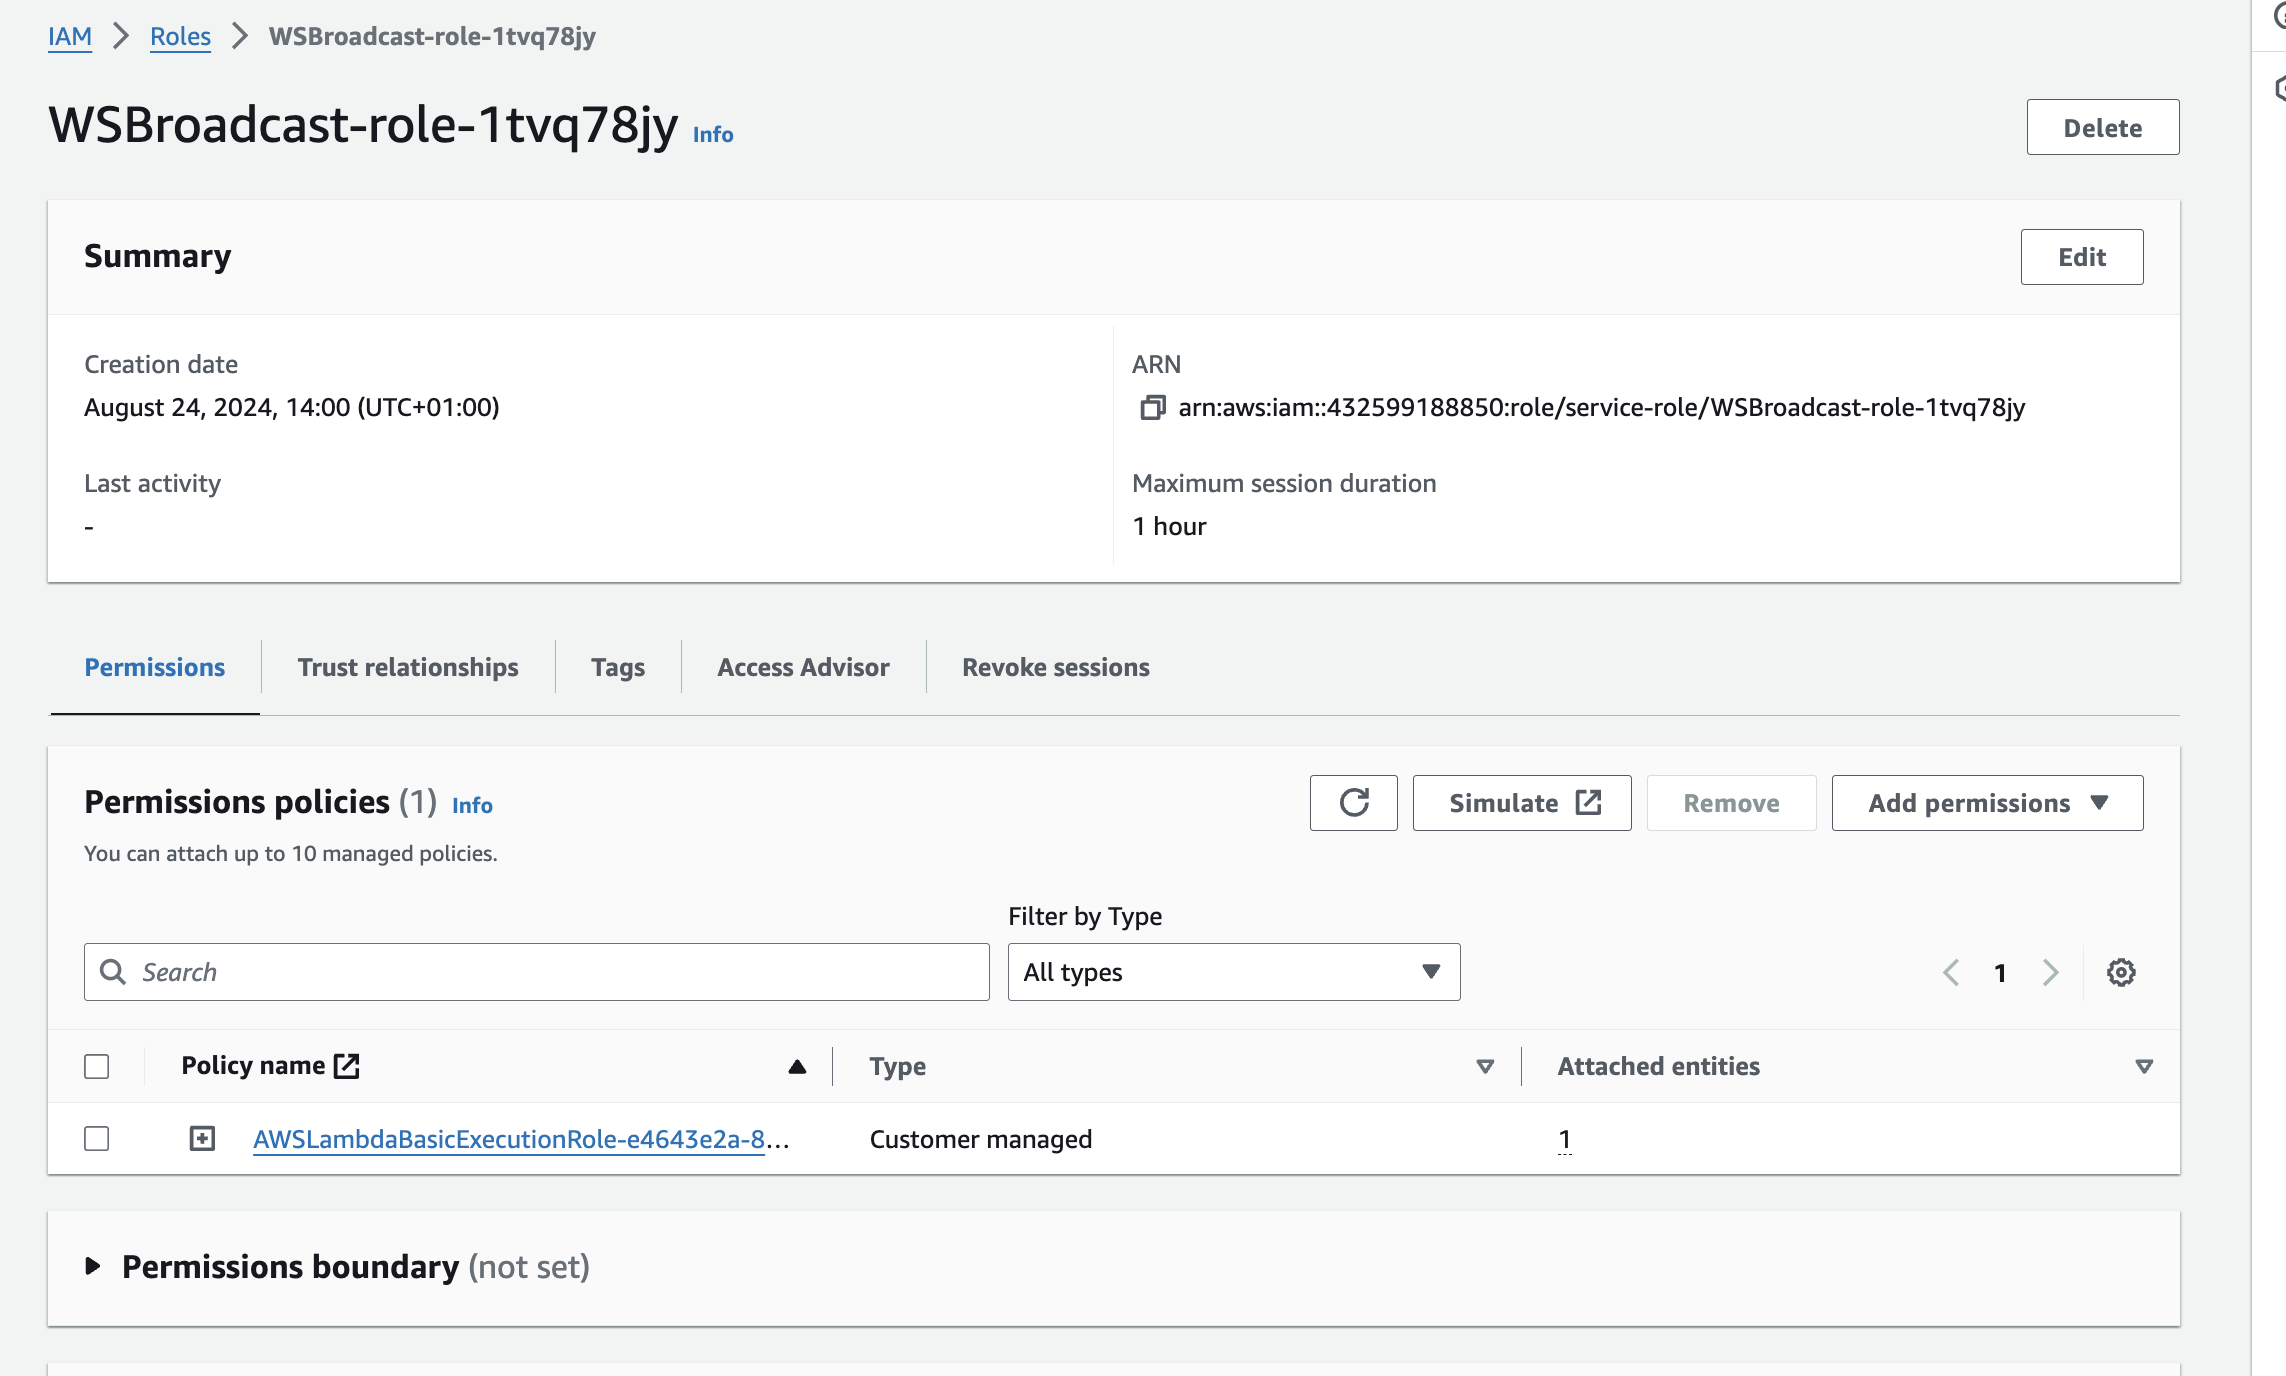 IAM > Roles > WSBroadcast-role-1tvq78jy
WSBroadcast-role-1tvq78jy Info
Delete
Summary
Edit
Creation date
August 24, 2024, 14:00 (UTC+01:00)
ARN
arn:aws:iam::432599188850:role/service-role/WSBroadcast-role-1tvq78jy
Last activity
-
Maximum session duration
1 hour
Permissions
Trust relationships
Tags
Access Advisor
Revoke sessions
Permissions policies (1) Info
You can attach up to 10 managed policies.
Simulate
Remove
Add permissions
Filter by Type
Search
All types
1
Policy name
Type
Attached entities
AWSLambdaBasicExecutionRole-e4643e2a-8...
Customer managed
1
Permissions boundary (not set)